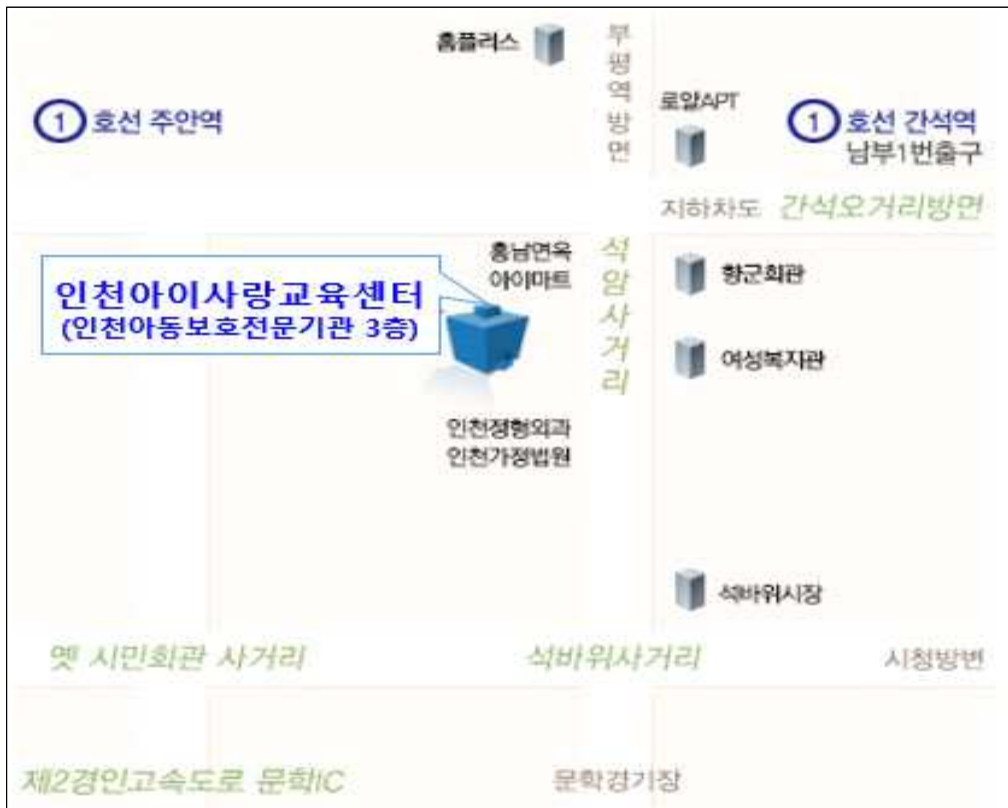 홈플러스
부평역방면
로얄APT
① 호선 주안역
① 호선 간석역
남부1번출구
지하차도 간석오거리방면
흥남면옥
아이마트
석암사거리
향군회관
인천아이사랑교육센터
(인천아동보호전문기관 3층)
여성복지관
인천정형외과
인천가정법원
석바위시장
옛 시민회관 사거리
석바위사거리
시청방변
제2경인고속도로 문학IC
문학경기장